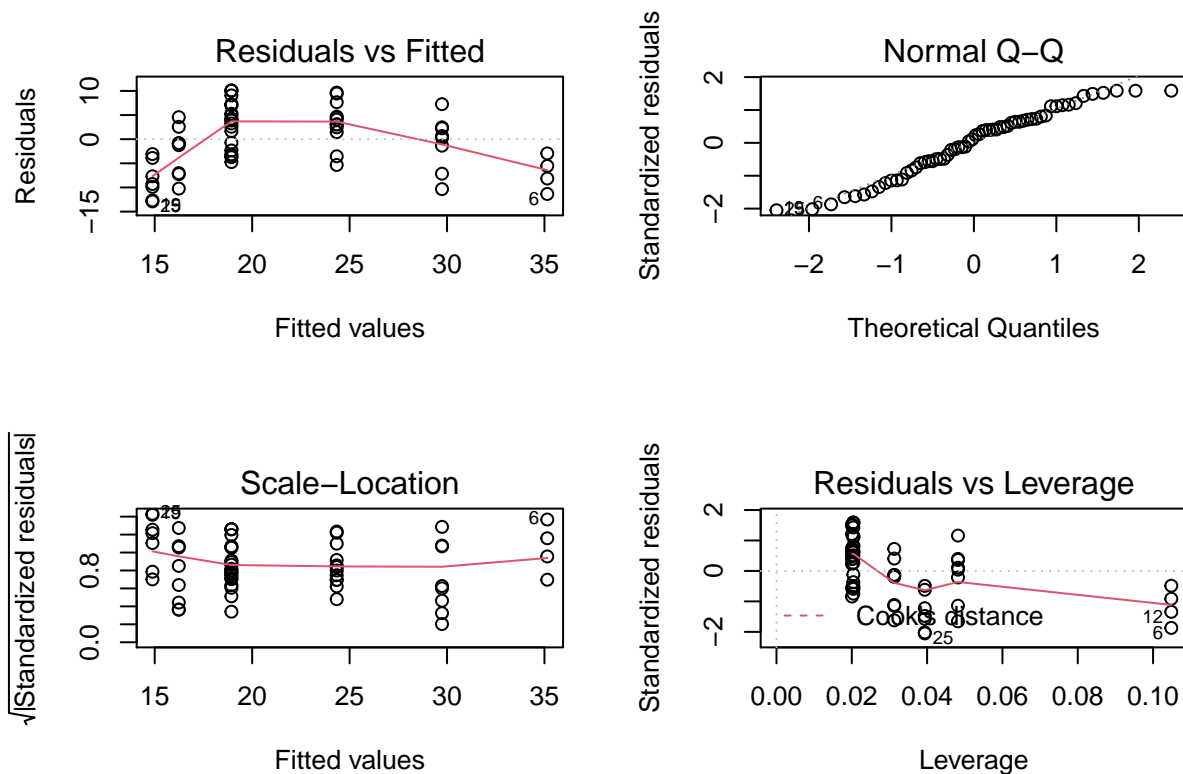 Residuals vs Fitted
Residuals
10
0
−15
6
15 20 25 30 35
Fitted values
Normal Q−Q
Standardized residuals
2
0
−2
6
−2 −1 0 1 2
Theoretical Quantiles
Scale−Location
√|Standardized residuals|
0.8
0.0
6
15 20 25 30 35
Fitted values
Residuals vs Leverage
Standardized residuals
2
0
−2
Cook's distance
12
6
25
0.00 0.02 0.04 0.06 0.08 0.10
Leverage